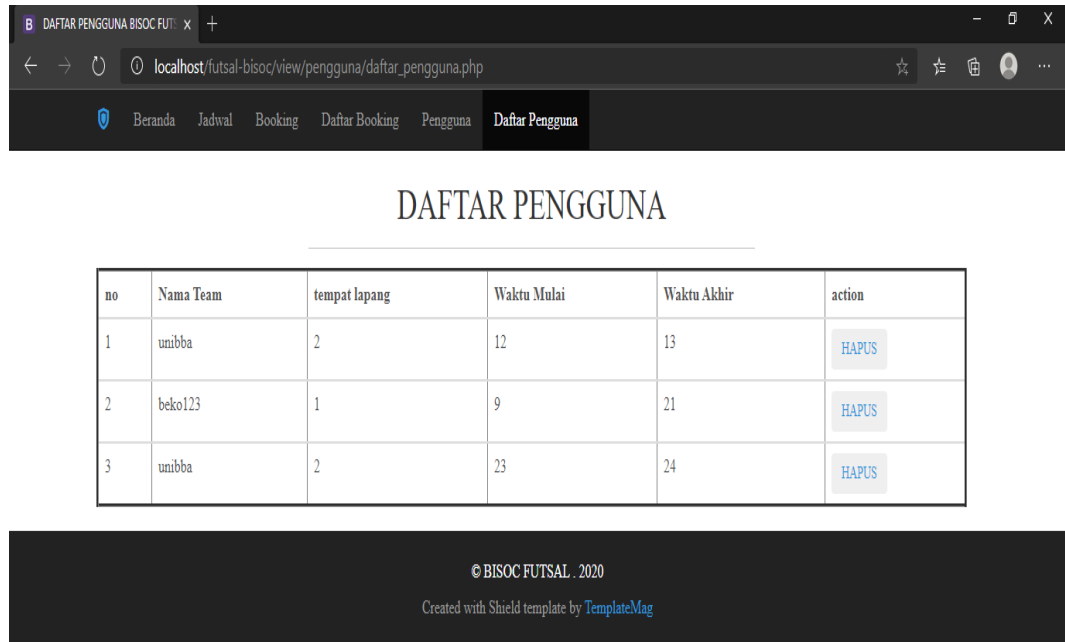 B DAFTAR PENGGUNA BISOC FUTS
localhost/futsal-bisoc/view/pengguna/daftar_pengguna.php
Beranda Jadwal Booking Daftar Booking Pengguna Daftar Pengguna
DAFTAR PENGGUNA
no Nama Team tempat lapang Waktu Mulai Waktu Akhir action
1 unibba 2 12 13 HAPUS
2 beko123 1 9 21 HAPUS
3 unibba 2 23 24 HAPUS
© BISOC FUTSAL . 2020
Created with Shield template by TemplateMag